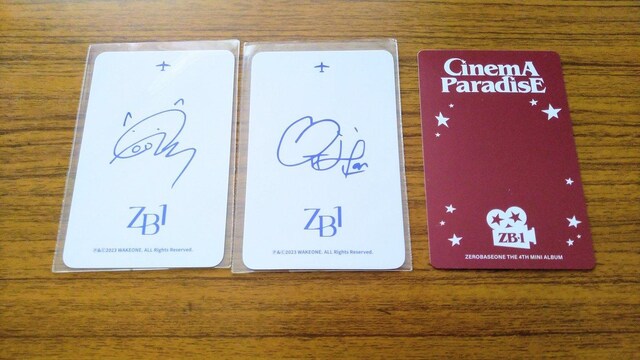 ZB1
©&®2023 WAKEONE. ALL Rights Reserved.
ZB1
©&®2023 WAKEONE. ALL Rights Reserved.
CinemA
ParadisE
ZB1
ZEROBASEONE THE 4TH MINI ALBUM